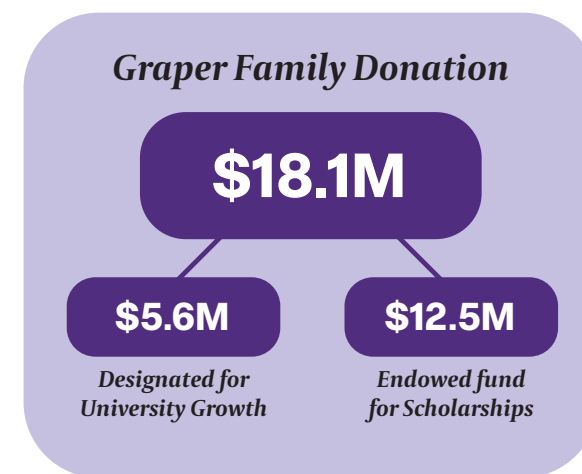 Graper Family Donation
$18.1M
$5.6M
$12.5M
Designated for
University Growth
Endowed fund
for Scholarships